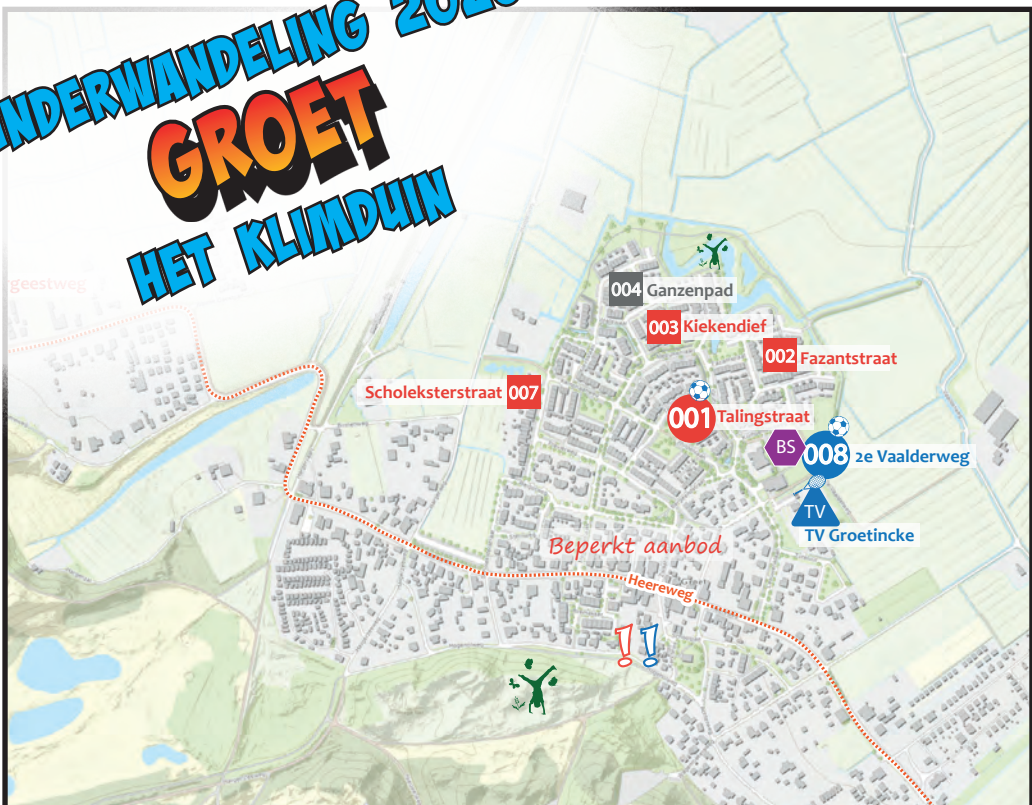 NDERWANDELING
GROET
HET KLIMDUIN
geestweg
004 Ganzenpad
003 Kiekendief
002 Fazantstraat
Scholeksterstraat 007
001 Talingstraat
BS 008 2e Vaalderweg
TV
TV Groetincke
Beperkt aanbod
Heereweg
!!